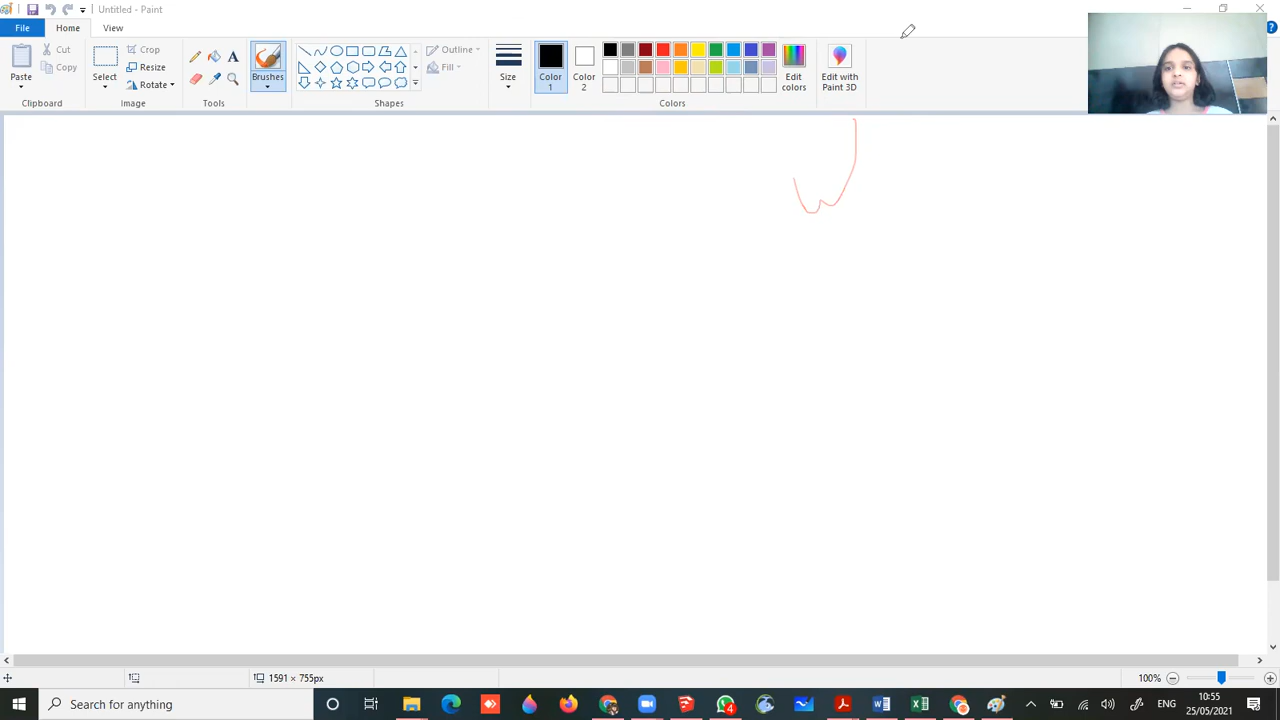 Untitled - Paint
File Home View
Paste Cut Copy Clipboard
Select Crop Resize Rotate Image
Tools
Brushes
Outline Fill Shapes
Size
Color 1 Color 2 Edit colors Colors
Edit with Paint 3D
1591 × 755px 100%
Search for anything 4 ENG 10:55 25/05/2021